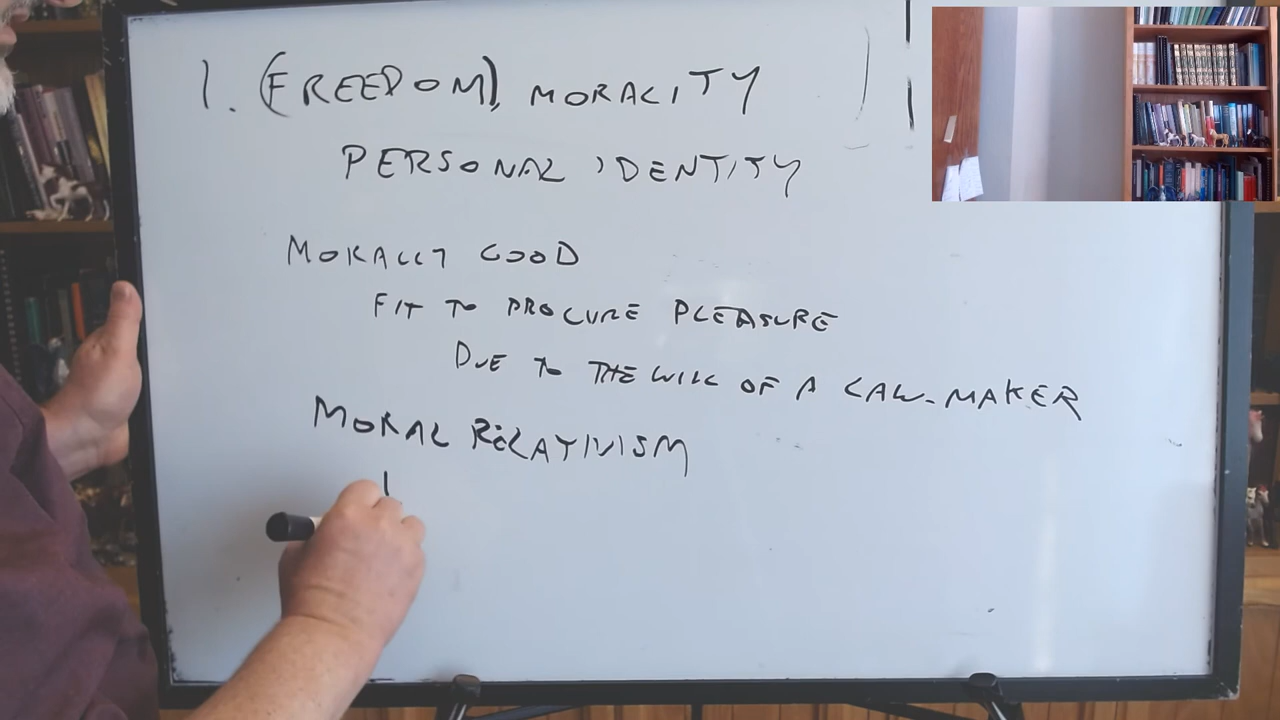 1. (FREEDOM), MORALITY
PERSONAL IDENTITY
MORALLY GOOD
FIT TO PROCURE PLEASURE
DUE TO THE WILL OF A LAW-MAKER
MORAL RELATIVISM